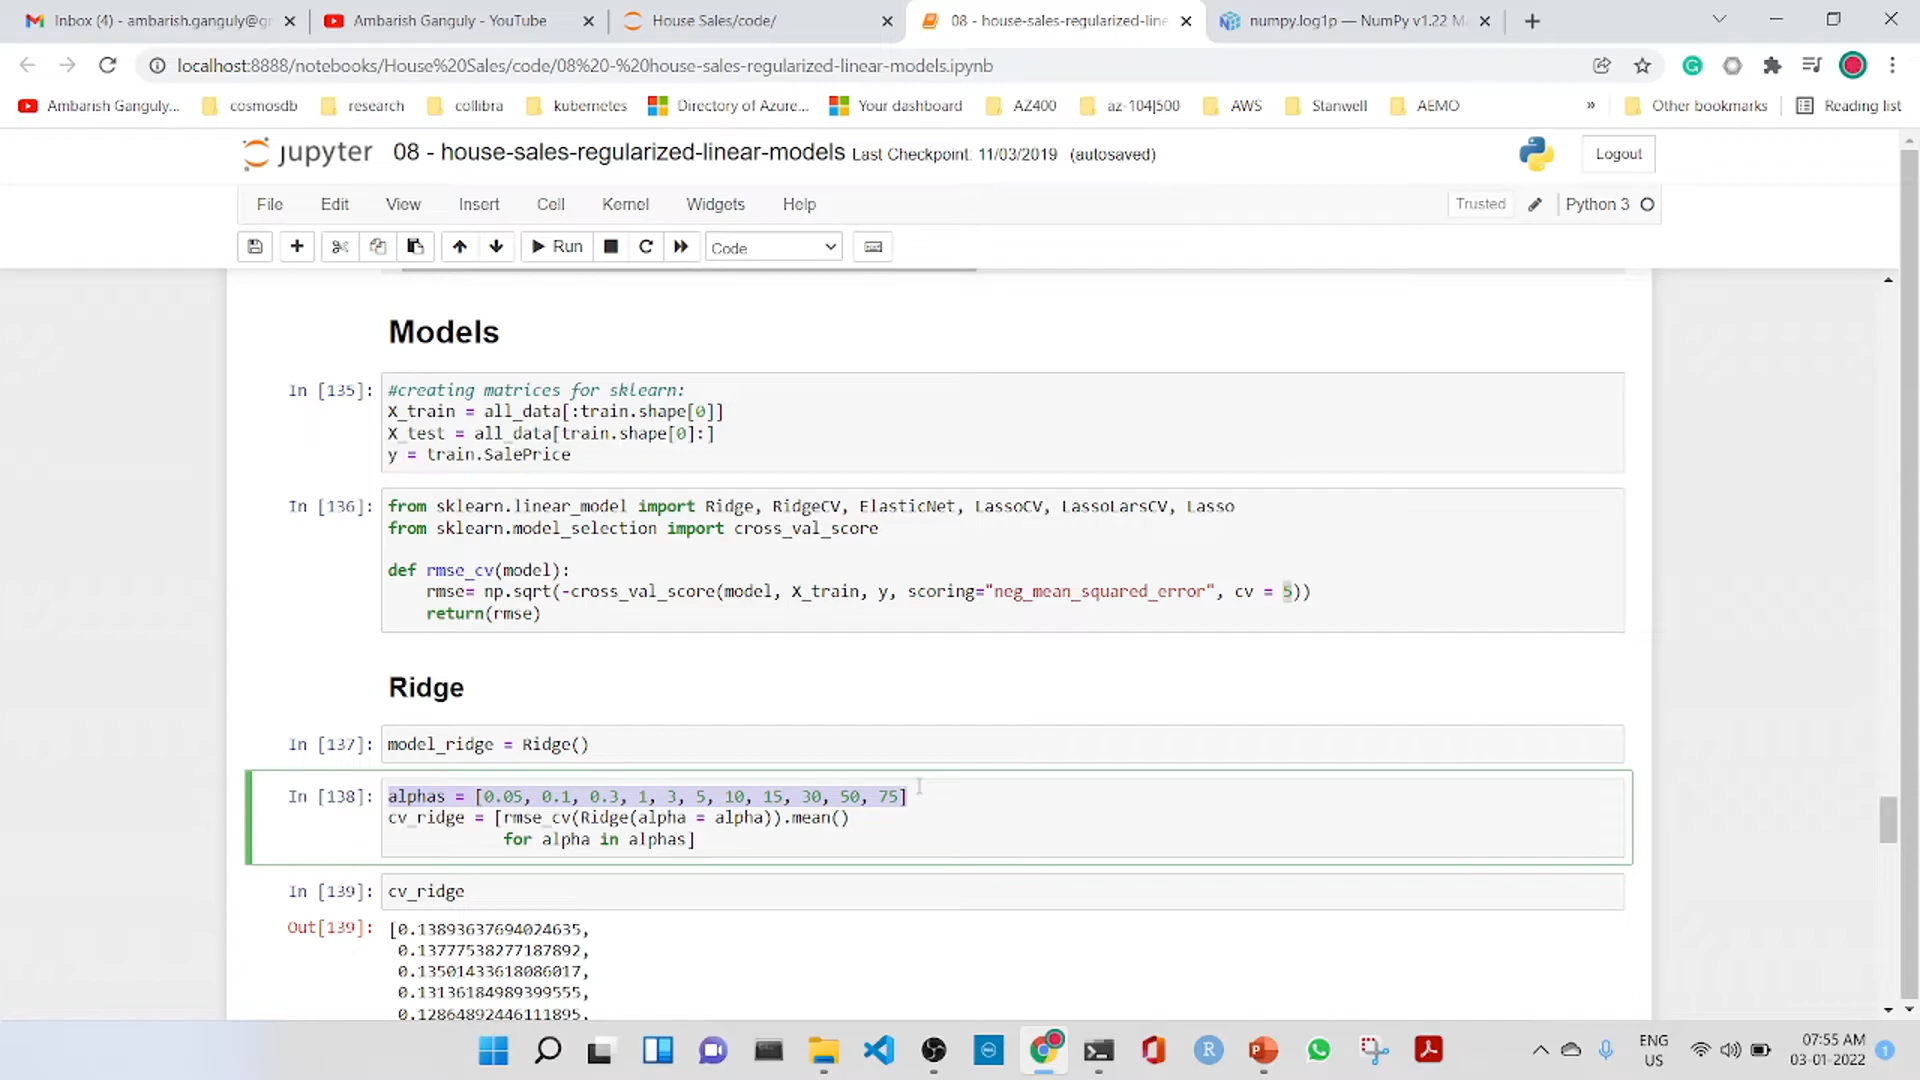 Inbox (4) - ambarish.ganguly@gr
Ambarish Ganguly - YouTube
House Sales/code/
08 - house-sales-regularized-line
numpy.log1p — NumPy v1.22 M
localhost:8888/notebooks/House%20Sales/code/08%20-%20house-sales-regularized-linear-models.ipynb
Ambarish Ganguly... cosmosdb research collibra kubernetes Directory of Azure... Your dashboard AZ400 az-104|500 AWS Stanwell AEMO » Other bookmarks Reading list
jupyter 08 - house-sales-regularized-linear-models Last Checkpoint: 11/03/2019 (autosaved) Logout
File Edit View Insert Cell Kernel Widgets Help Trusted Python 3
Run Code
Models
In [135]: #creating matrices for sklearn:
X_train = all_data[:train.shape[0]]
X_test = all_data[train.shape[0]:]
y = train.SalePrice
In [136]: from sklearn.linear_model import Ridge, RidgeCV, ElasticNet, LassoCV, LassoLarsCV, Lasso
from sklearn.model_selection import cross_val_score
def rmse_cv(model):
rmse= np.sqrt(-cross_val_score(model, X_train, y, scoring="neg_mean_squared_error", cv = 5))
return(rmse)
Ridge
In [137]: model_ridge = Ridge()
In [138]: alphas = [0.05, 0.1, 0.3, 1, 3, 5, 10, 15, 30, 50, 75]
cv_ridge = [rmse_cv(Ridge(alpha = alpha)).mean()
for alpha in alphas]
In [139]: cv_ridge
Out[139]: [0.13893637694024635,
0.13777538277187892,
0.13501433618086017,
0.13136184989399555,
0.12864892446111895,
ENG
US
07:55 AM
03-01-2022
1